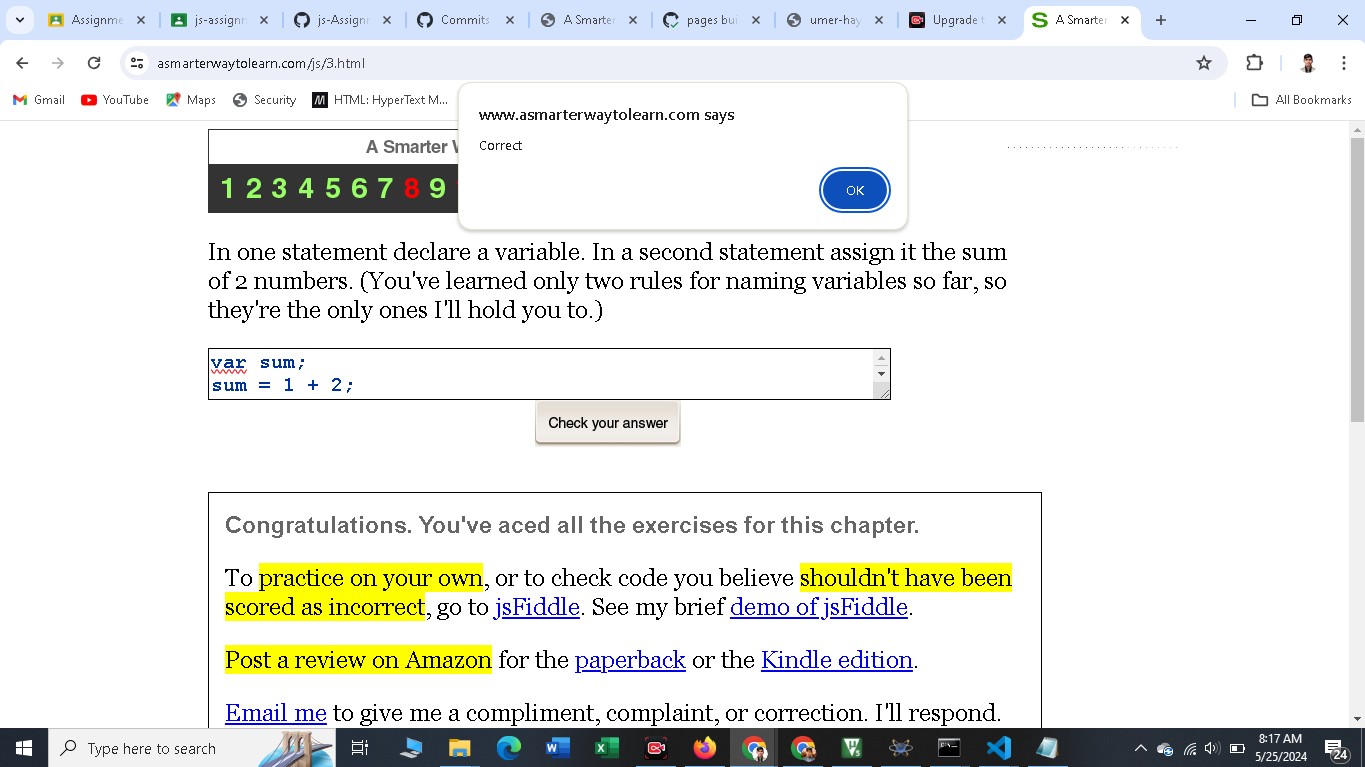 Assignme
js-assignm
js-Assignm
Commits
A Smarter
pages bui
umer-hay
Upgrade t
A Smarter
asmarterwaytolearn.com/js/3.html
Gmail
YouTube
Maps
Security
HTML: HyperText M...
All Bookmarks
www.asmarterwaytolearn.com says
Correct
OK
A Smarter W
1 2 3 4 5 6 7 8 9
In one statement declare a variable. In a second statement assign it the sum
of 2 numbers. (You've learned only two rules for naming variables so far, so
they're the only ones I'll hold you to.)
var sum;
sum = 1 + 2;
Check your answer
Congratulations. You've aced all the exercises for this chapter.
To practice on your own, or to check code you believe shouldn't have been
scored as incorrect, go to jsFiddle. See my brief demo of jsFiddle.
Post a review on Amazon for the paperback or the Kindle edition.
Email me to give me a compliment, complaint, or correction. I'll respond.
Type here to search
8:17 AM
5/25/2024
24